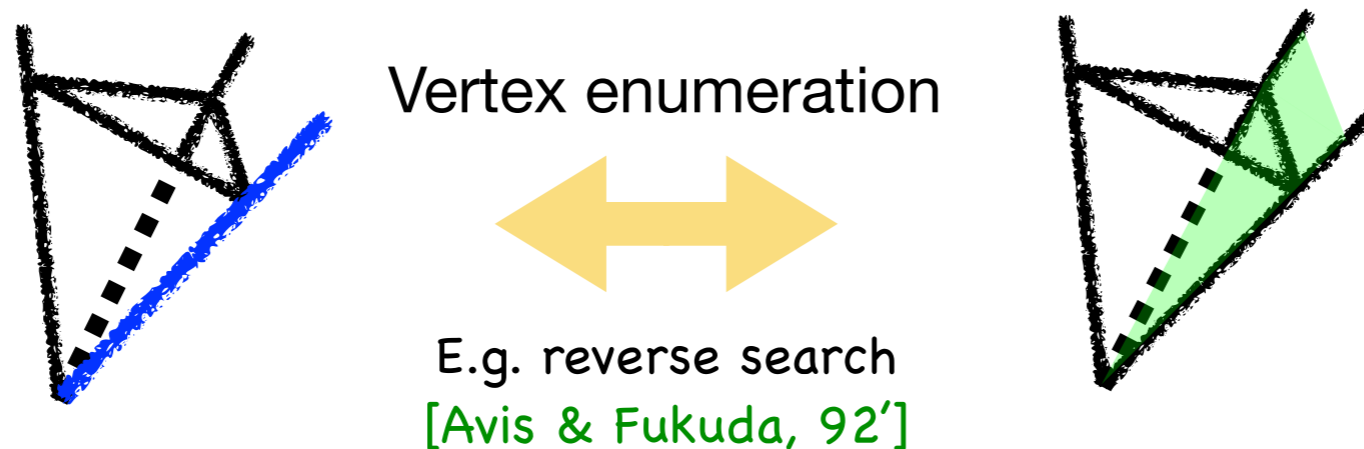 Vertex enumeration
E.g. reverse search
[Avis & Fukuda, 92′]